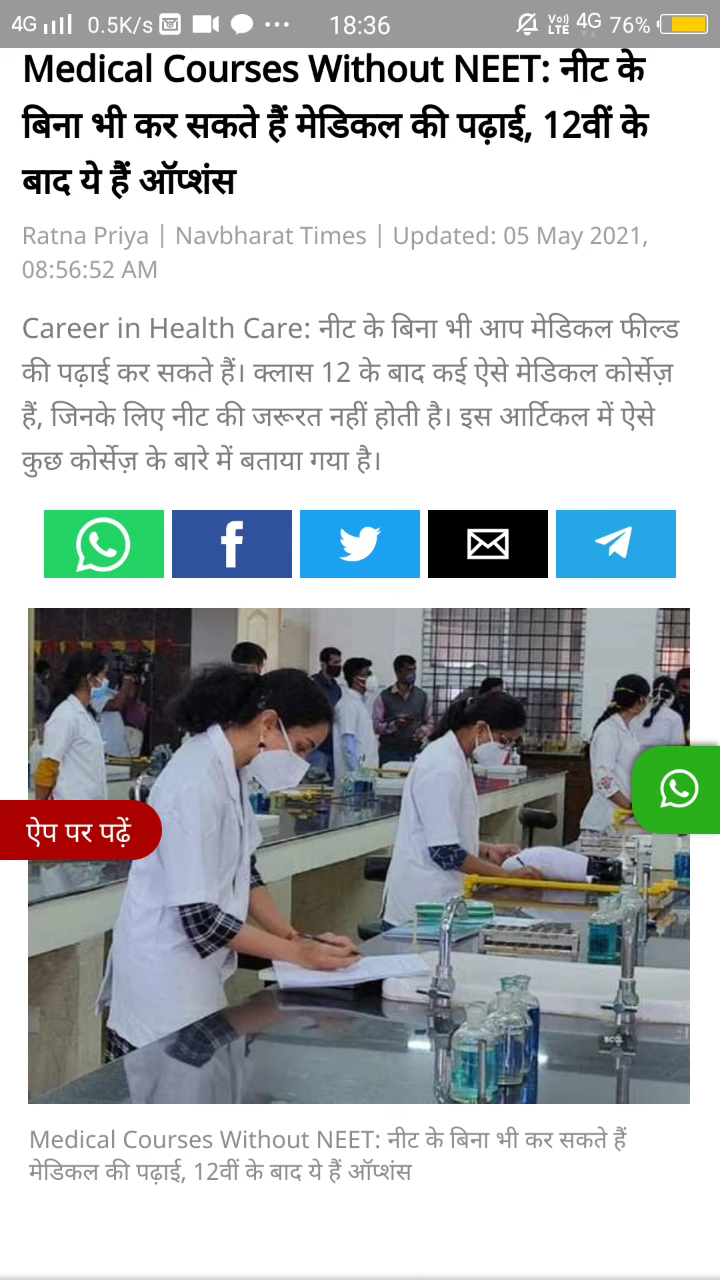 4G 0.5K/s 18:36 Vo)) LTE 4G 76%
Medical Courses Without NEET: नीट के
बिना भी कर सकते हैं मेडिकल की पढ़ाई, 12वीं के
बाद ये हैं ऑप्शंस
Ratna Priya | Navbharat Times | Updated: 05 May 2021,
08:56:52 AM
Career in Health Care: नीट के बिना भी आप मेडिकल फील्ड
की पढ़ाई कर सकते हैं। क्लास 12 के बाद कई ऐसे मेडिकल कोर्सेज़
हैं, जिनके लिए नीट की जरूरत नहीं होती है। इस आर्टिकल में ऐसे
कुछ कोर्सेज़ के बारे में बताया गया है।
ऐप पर पढ़ें
BCCL
Medical Courses Without NEET: नीट के बिना भी कर सकते हैं
मेडिकल की पढ़ाई, 12वीं के बाद ये हैं ऑप्शंस